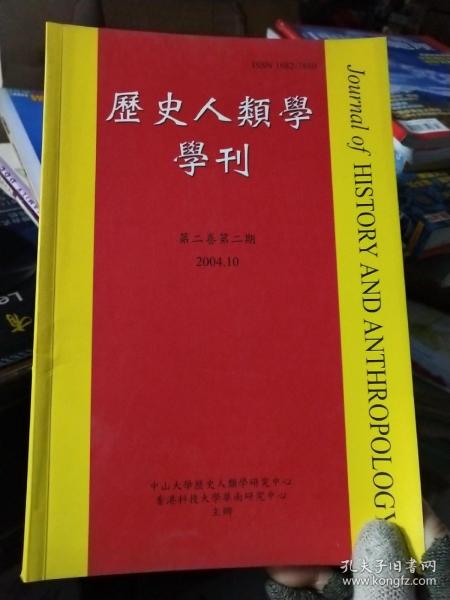 ISSN 1682-7880
歷史人類學
學刊
第二卷第二期
2004.10
中山大學歷史人類學研究中心
香港科技大學華南研究中心
主辦
Journal of HISTORY AND ANTHROPOLOGY
孔夫子旧书网
www.kongfz.com